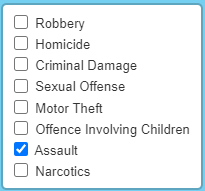 Robbery
Homicide
Criminal Damage
Sexual Offense
Motor Theft
Offence Involving Children
Assault
Narcotics